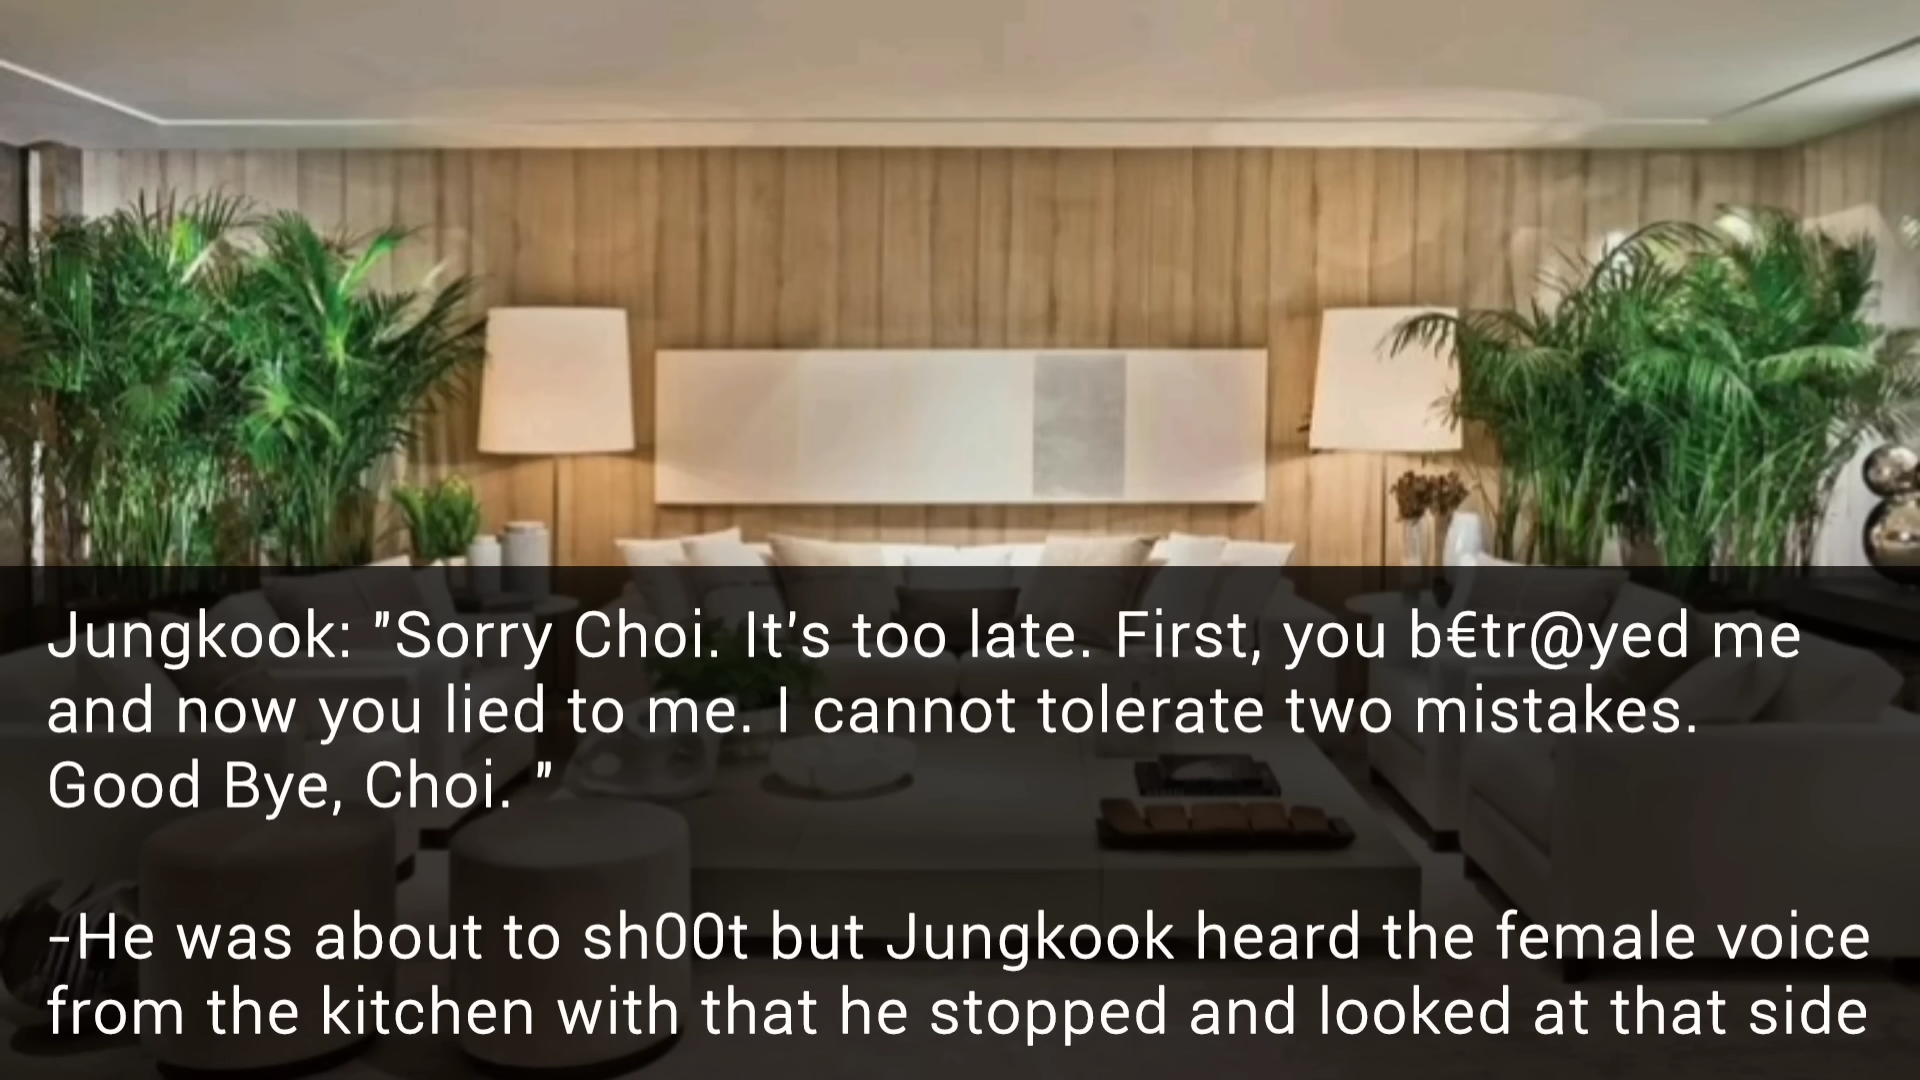 Jungkook: "Sorry Choi. It's too late. First, you b€tr@yed me
and now you lied to me. I cannot tolerate two mistakes.
Good Bye, Choi. "
-He was about to sh00t but Jungkook heard the female voice
from the kitchen with that he stopped and looked at that side